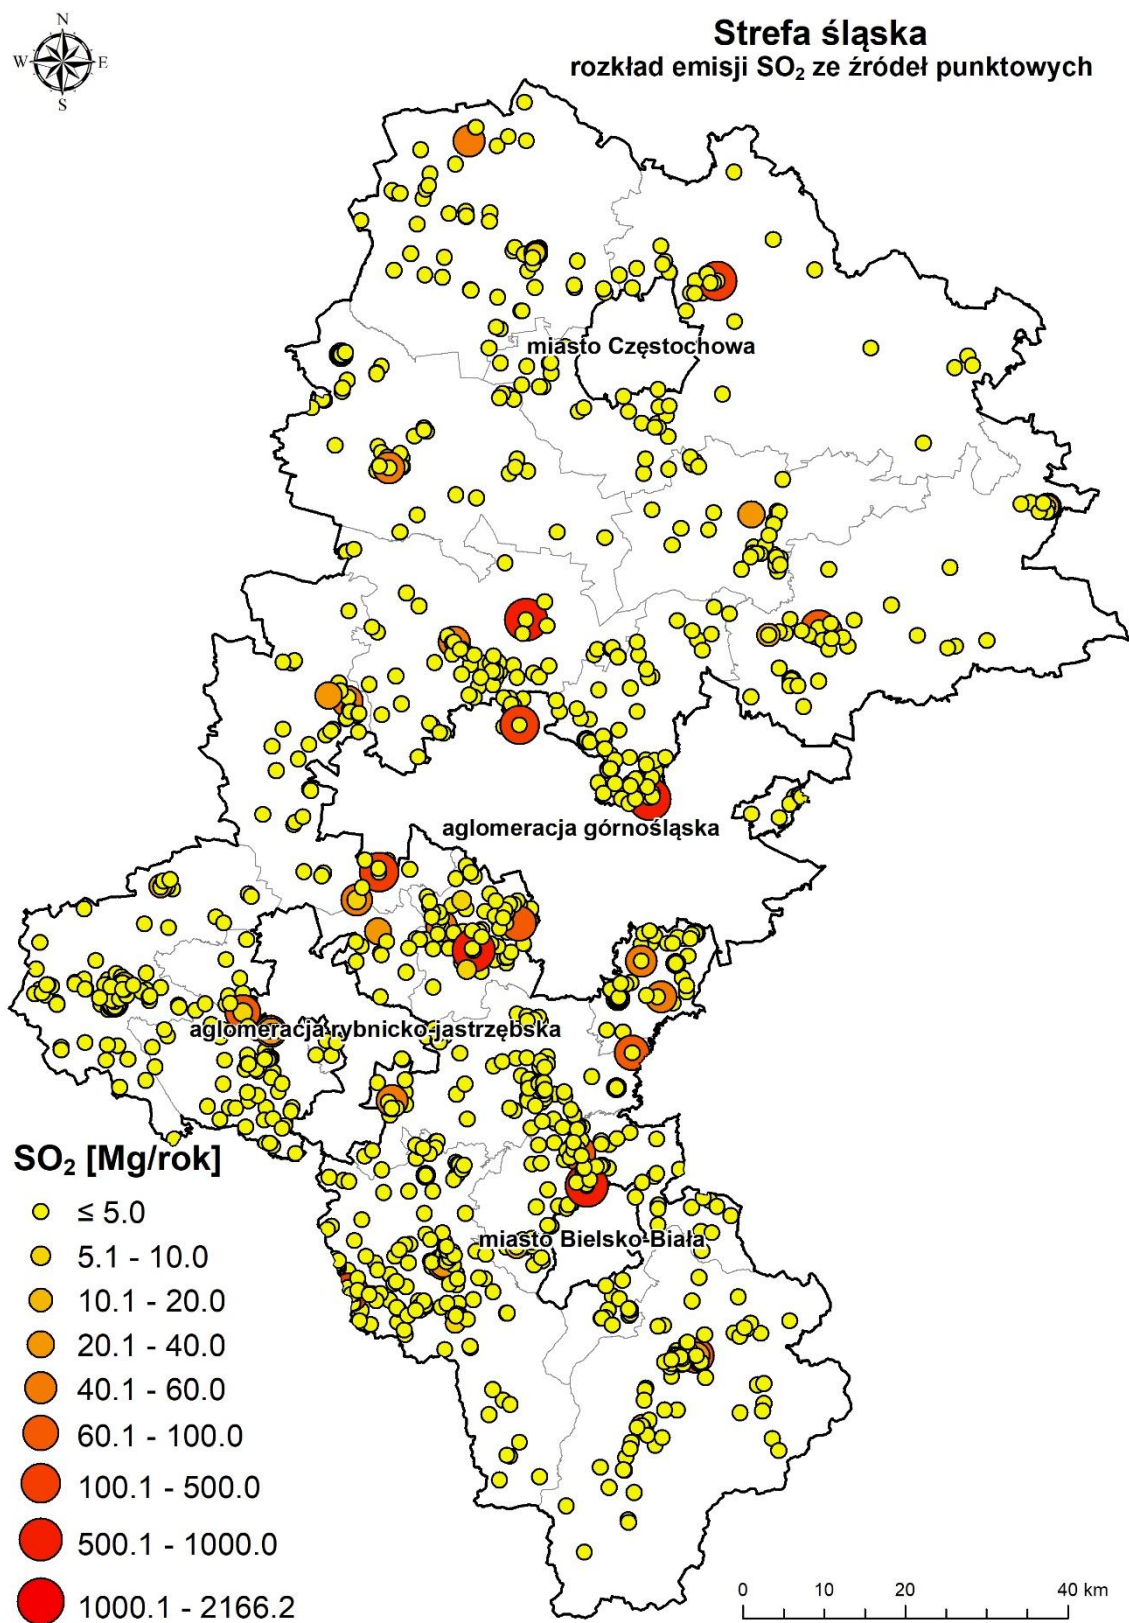 N
W E
S
Strefa śląska
rozkład emisji SO₂ ze źródeł punktowych
miasto Częstochowa
aglomeracja górnośląska
aglomeracja rybnicko-jastrzębska
miasto Bielsko-Biała
SO₂ [Mg/rok]
≤ 5.0
5.1 - 10.0
10.1 - 20.0
20.1 - 40.0
40.1 - 60.0
60.1 - 100.0
100.1 - 500.0
500.1 - 1000.0
1000.1 - 2166.2
0 10 20 40 km